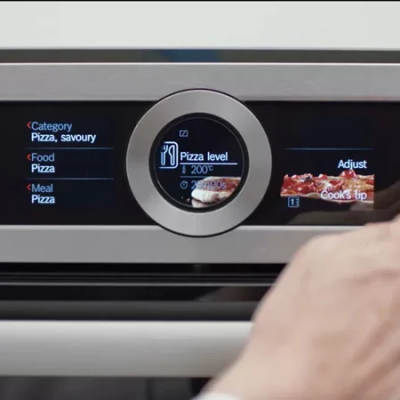 Category
Pizza, savoury
Food
Pizza
Meal
Pizza
Pizza level
200°C
Adjust
Cook's tip
1